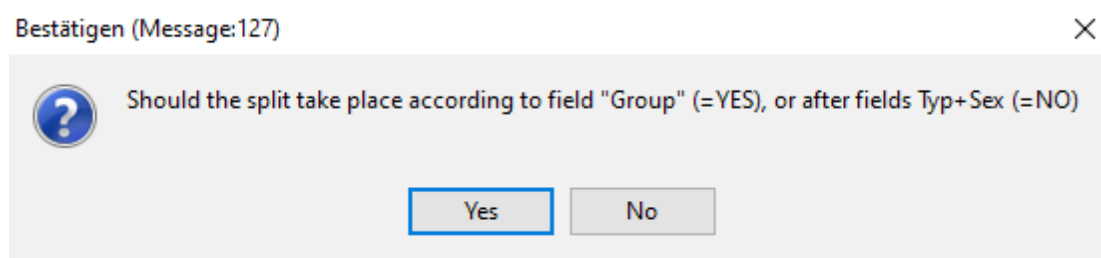 Bestätigen (Message:127)
Should the split take place according to field "Group" (=YES), or after fields Typ+Sex (=NO)
Yes
No